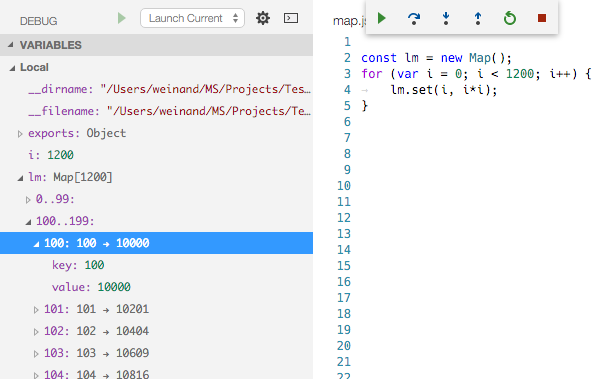 DEBUG
Launch Current
VARIABLES
Local
__dirname: "/Users/weinand/MS/Projects/Tes…
__filename: "/Users/weinand/MS/Projects/Te…
exports: Object
i: 1200
lm: Map[1200]
0..99:
100..199:
100: 100 → 10000
key: 100
value: 10000
101: 101 → 10201
102: 102 → 10404
103: 103 → 10609
104: 104 → 10816
map.js
1
2 const lm = new Map();
3 for (var i = 0; i < 1200; i++) {
4 → lm.set(i, i*i);
5 }
6
7
8
9
10
11
12
13
14
15
16
17
18
19
20
21
22